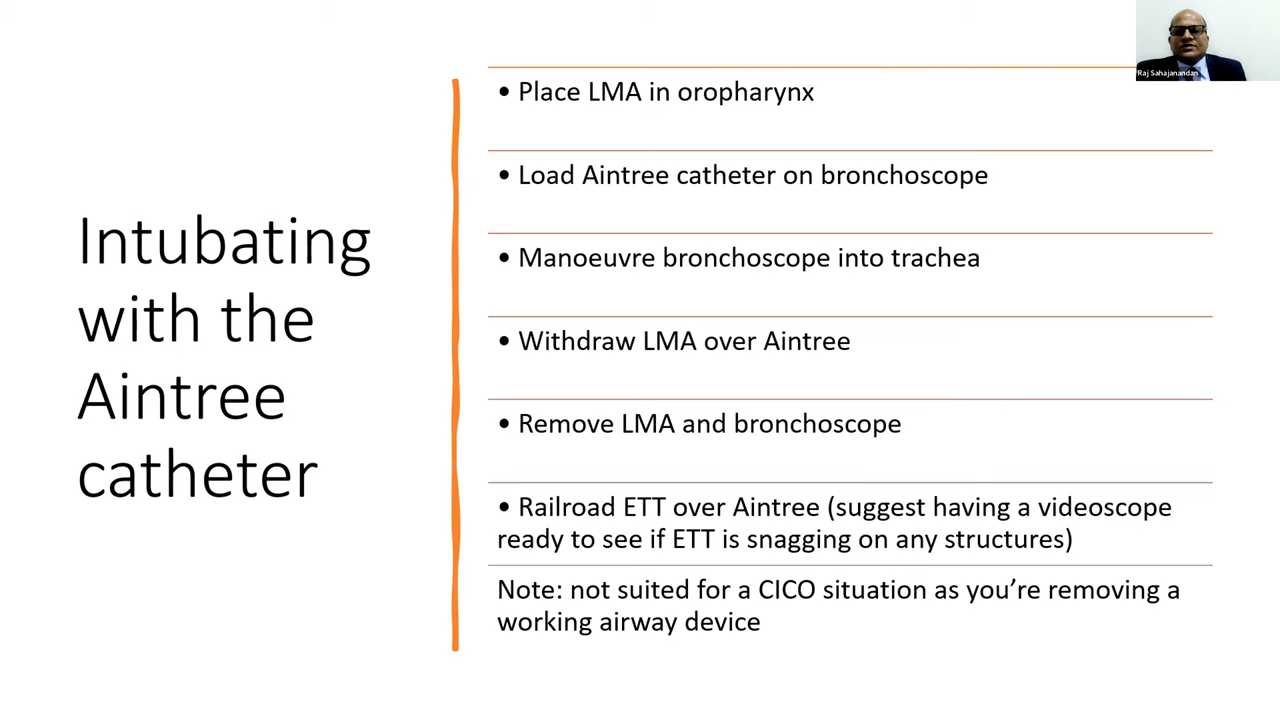 Raj Sahajanandan
Intubating
with the
Aintree
catheter
• Place LMA in oropharynx
• Load Aintree catheter on bronchoscope
• Manoeuvre bronchoscope into trachea
• Withdraw LMA over Aintree
• Remove LMA and bronchoscope
• Railroad ETT over Aintree (suggest having a videoscope
ready to see if ETT is snagging on any structures)
Note: not suited for a CICO situation as you’re removing a
working airway device